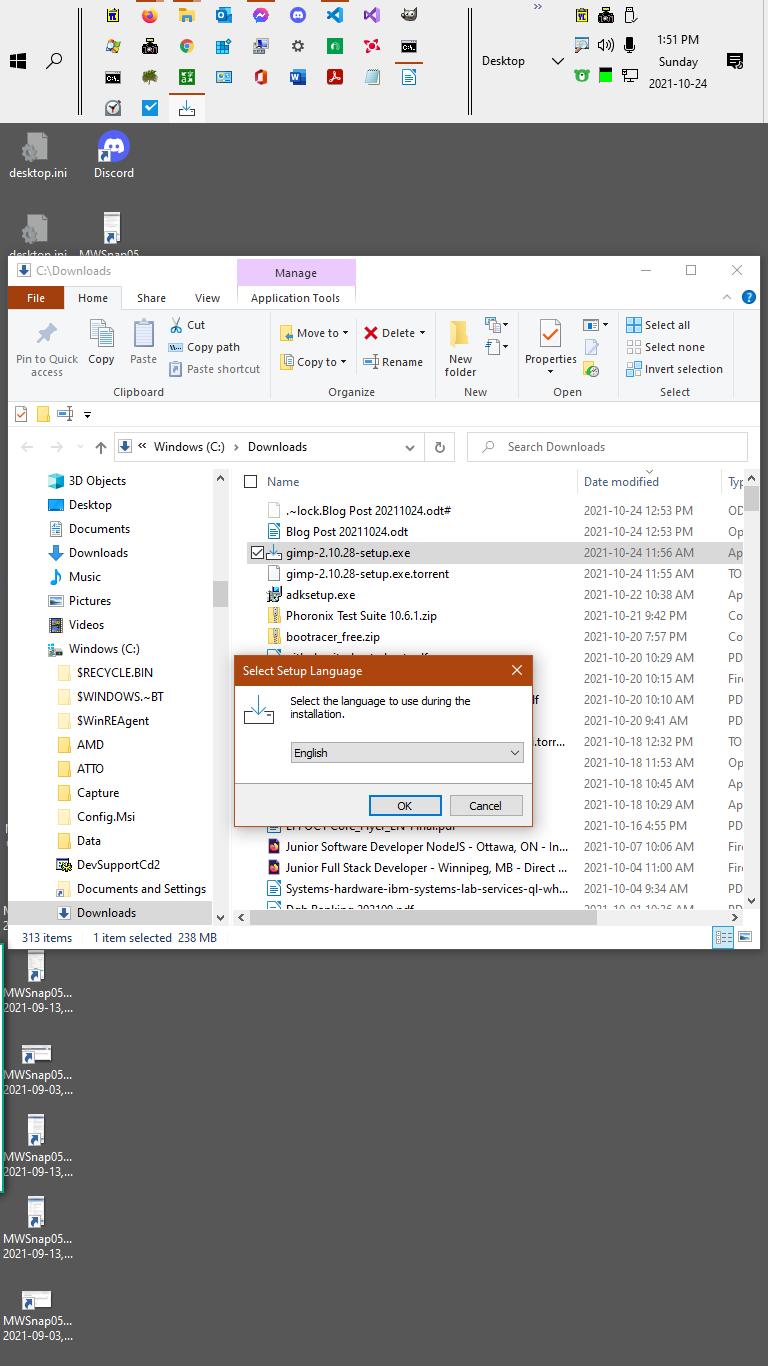 Desktop
1:51 PM
Sunday
2021-10-24
desktop.ini
Discord
desktop.ini
MWSnap05
C:\Downloads
Manage
File
Home
Share
View
Application Tools
Pin to Quick access
Copy
Paste
Cut
Copy path
Paste shortcut
Clipboard
Move to
Copy to
Delete
Rename
Organize
New folder
New
Properties
Open
Select all
Select none
Invert selection
Select
« Windows (C:) › Downloads
Search Downloads
3D Objects
Desktop
Documents
Downloads
Music
Pictures
Videos
Windows (C:)
$RECYCLE.BIN
$WINDOWS.~BT
$WinREAgent
AMD
ATTO
Capture
Config.Msi
Data
DevSupportCd2
Documents and Settings
Downloads
Name Date modified Typ
.~lock.Blog Post 20211024.odt# 2021-10-24 12:53 PM OD
Blog Post 20211024.odt 2021-10-24 12:53 PM Op
gimp-2.10.28-setup.exe 2021-10-24 11:56 AM Ap
gimp-2.10.28-setup.exe.torrent 2021-10-24 11:55 AM TO
adksetup.exe 2021-10-22 10:38 AM Ap
Phoronix Test Suite 10.6.1.zip 2021-10-21 9:42 PM Co
bootracer_free.zip 2021-10-20 7:57 PM Co
2021-10-20 10:29 AM PD
2021-10-20 10:15 AM Fire
df 2021-10-20 10:10 AM PD
2021-10-20 9:41 AM PD
.torr... 2021-10-18 12:32 PM TO
2021-10-18 11:53 AM Op
2021-10-18 10:45 AM Ap
2021-10-18 10:29 AM Ap
EFFOCT Core_Flyer_EN-Final.pdf 2021-10-16 4:55 PM PD
Junior Software Developer NodeJS - Ottawa, ON - In... 2021-10-07 10:06 AM Fire
Junior Full Stack Developer - Winnipeg, MB - Direct ... 2021-10-04 11:00 AM Fire
Systems-hardware-ibm-systems-lab-services-ql-wh... 2021-10-04 9:34 AM PD
2021-10-01 10:36 AM PD
Select Setup Language
Select the language to use during the
installation.
English
OK
Cancel
313 items 1 item selected 238 MB
MWSnap05...
2021-09-13,...
MWSnap05...
2021-09-03,...
MWSnap05...
2021-09-13,...
MWSnap05...
2021-09-13,...
MWSnap05...
2021-09-03,...